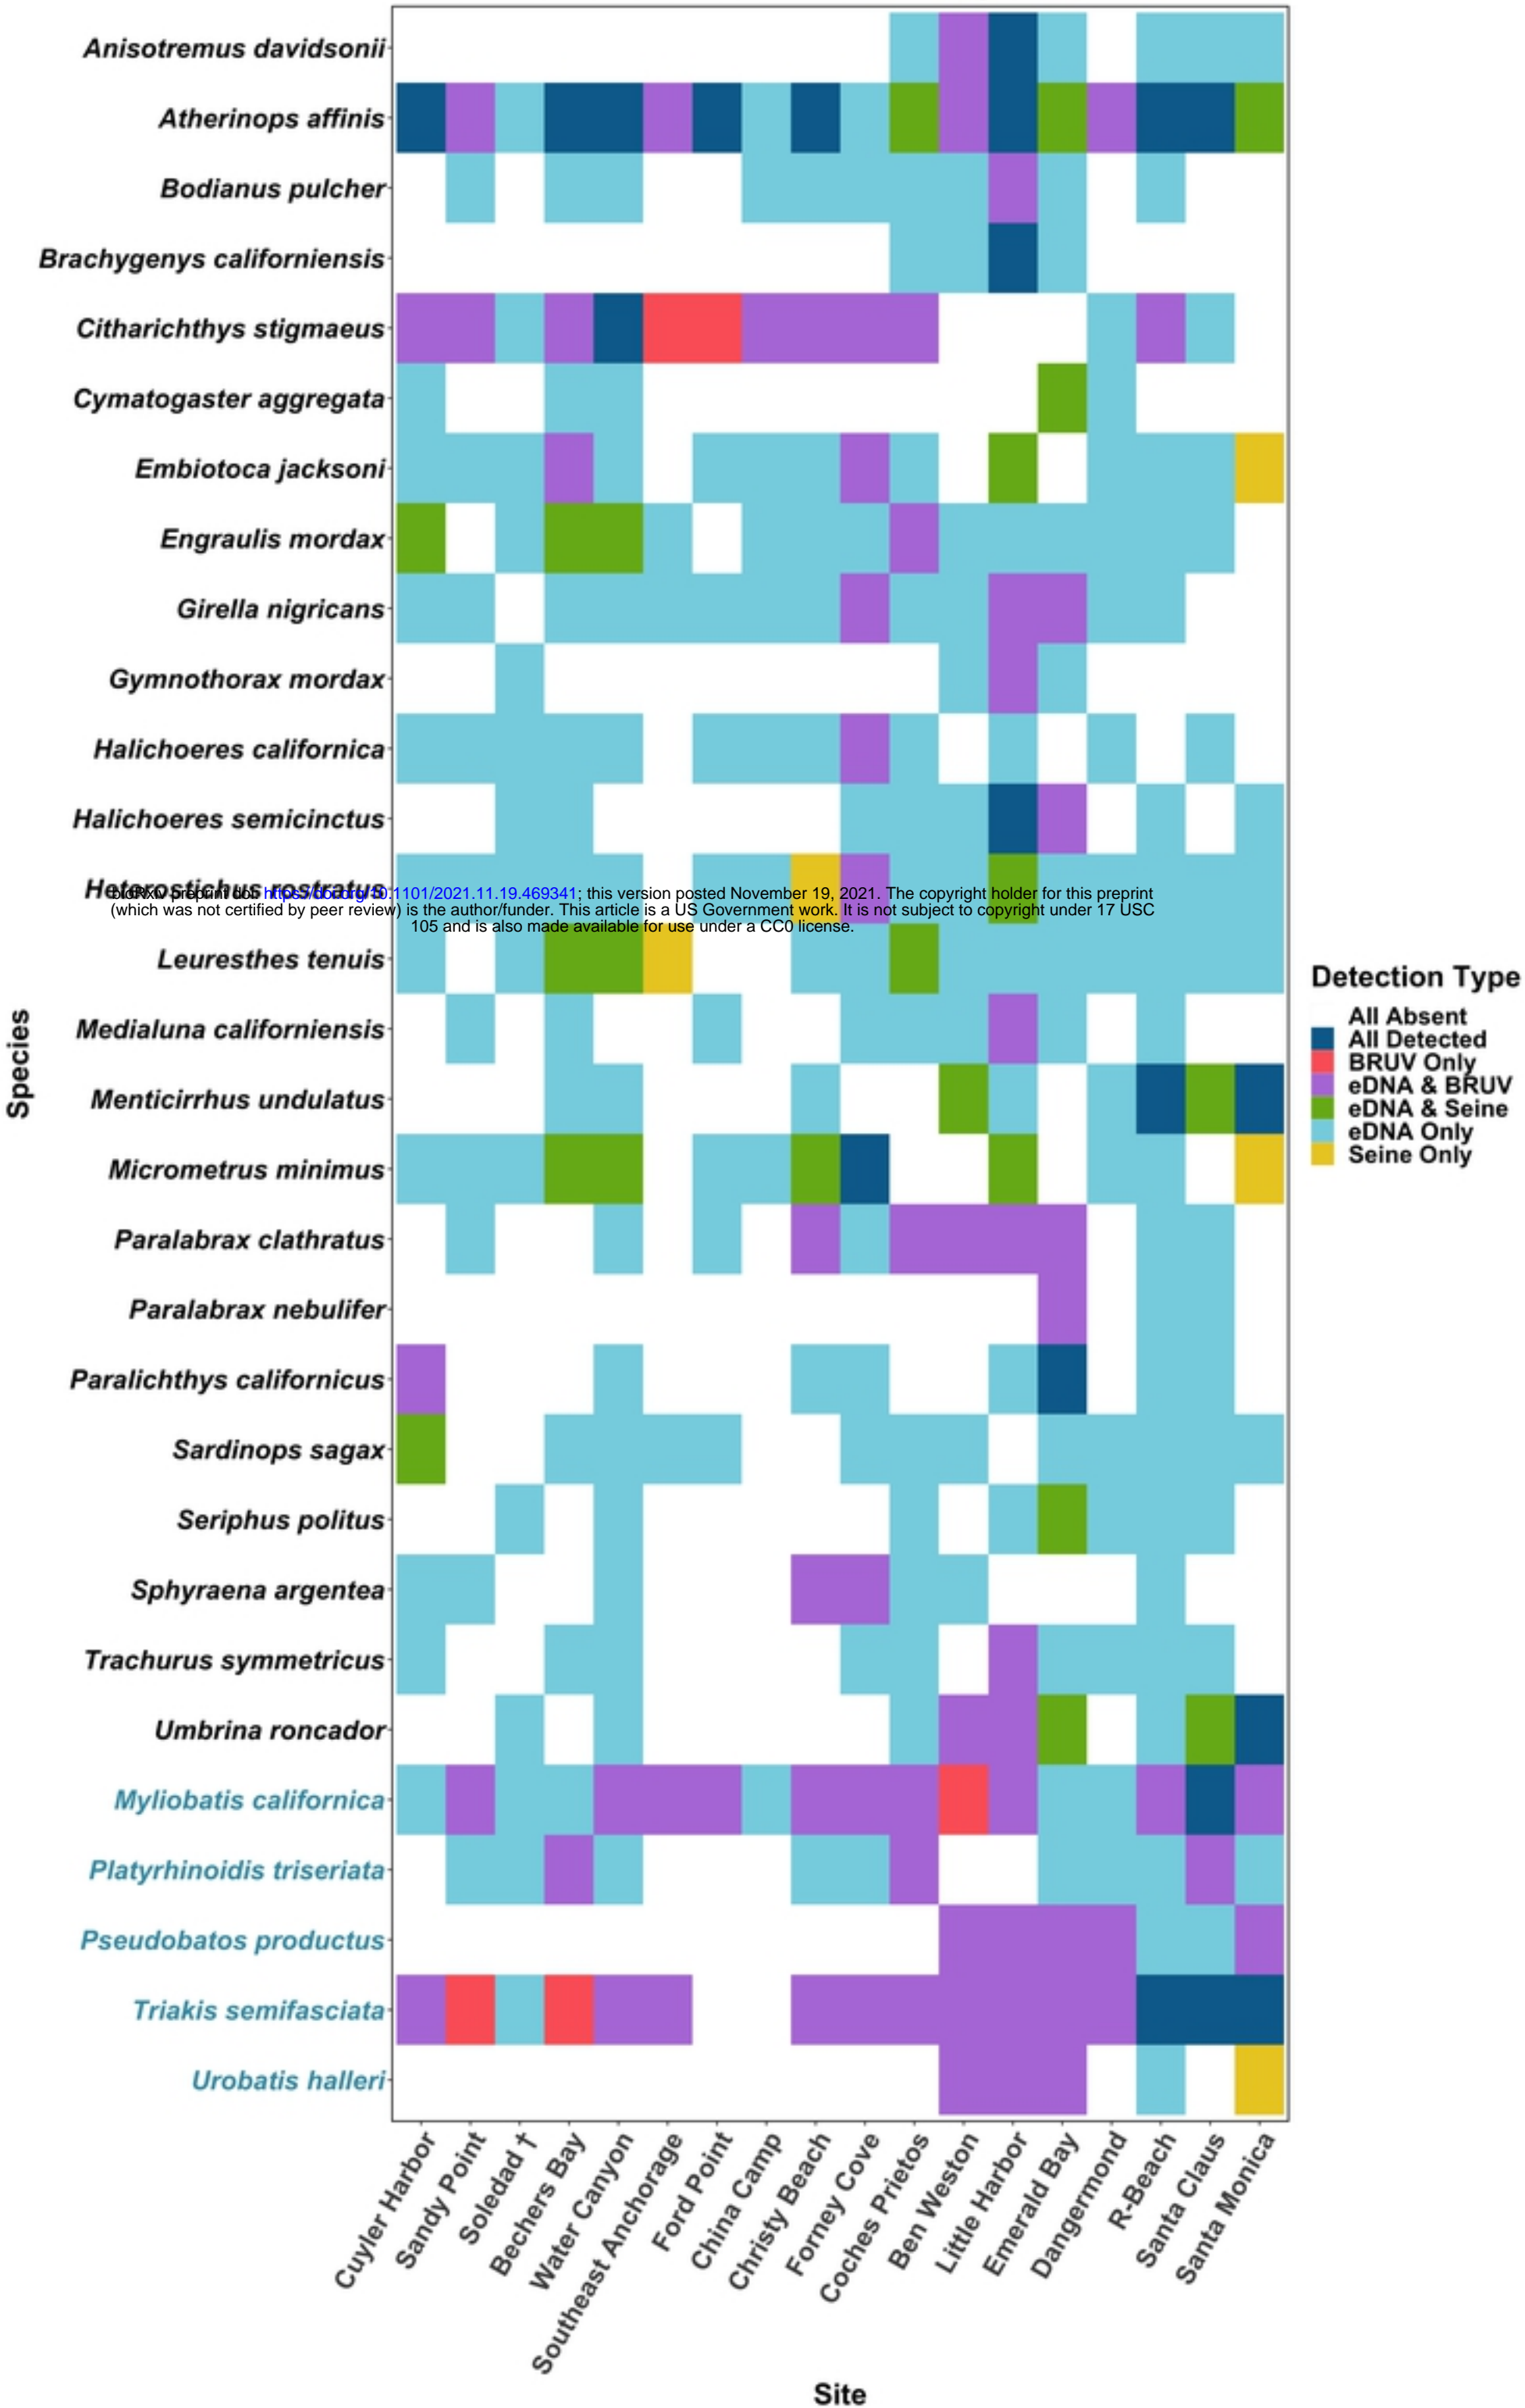 Anisotremus davidsonii
Atherinops affinis
Bodianus pulcher
Brachygenys californiensis
Citharichthys stigmaeus
Cymatogaster aggregata
Embiotoca jacksoni
Engraulis mordax
Girella nigricans
Gymnothorax mordax
Halichoeres californica
Halichoeres semicinctus
Heterostichus rostratus
bioRxiv preprint doi: https://doi.org/10.1101/2021.11.19.469341; this version posted November 19, 2021. The copyright holder for this preprint
(which was not certified by peer review) is the author/funder. This article is a US Government work. It is not subject to copyright under 17 USC
105 and is also made available for use under a CC0 license.
Leuresthes tenuis
Medialuna californiensis
Menticirrhus undulatus
Micrometrus minimus
Paralabrax clathratus
Paralabrax nebulifer
Paralichthys californicus
Sardinops sagax
Seriphus politus
Sphyraena argentea
Trachurus symmetricus
Umbrina roncador
Myliobatis californica
Platyrhinoidis triseriata
Pseudobatos productus
Triakis semifasciata
Urobatis halleri
Species
Cuyler Harbor
Sandy Point
Soledad †
Bechers Bay
Water Canyon
Southeast Anchorage
Ford Point
China Camp
Christy Beach
Forney Cove
Coches Prietos
Ben Weston
Little Harbor
Emerald Bay
Dangermond
R-Beach
Santa Claus
Santa Monica
Site
Detection Type
All Absent
All Detected
BRUV Only
eDNA & BRUV
eDNA & Seine
eDNA Only
Seine Only